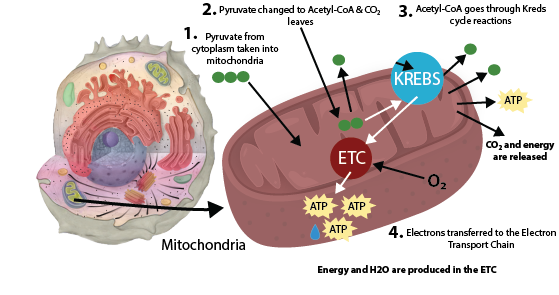 1. Pyruvate from
cytoplasm taken into
mitochondria
2. Pyruvate changed to Acetyl-CoA & CO2
leaves
3. Acetyl-CoA goes through Kreds
cycle reactions
KREBS
ATP
CO2 and energy
are released
ETC
O2
ATP
ATP
ATP
4. Electrons transferred to the Electron
Transport Chain
Mitochondria
Energy and H2O are produced in the ETC